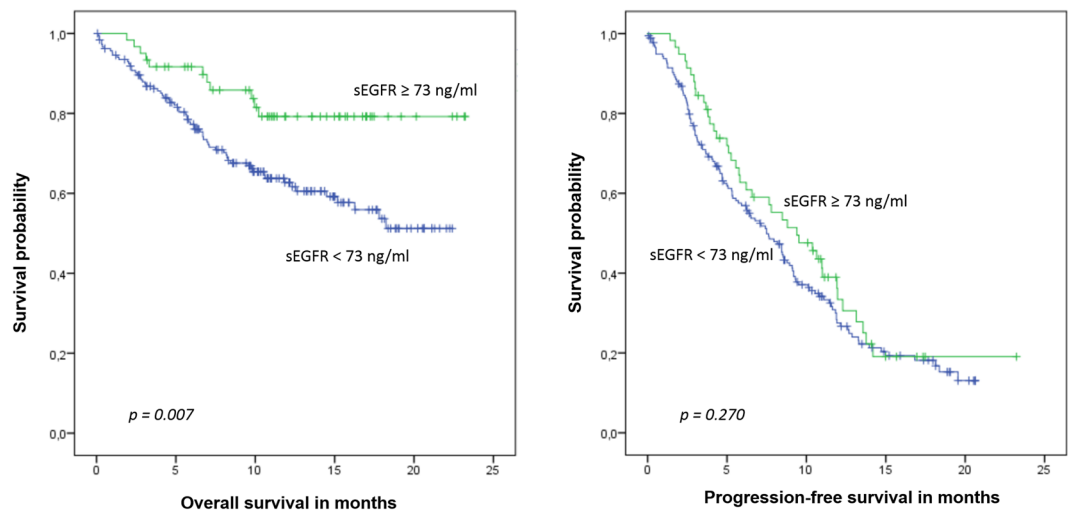 Survival probability
1,0
0,8
0,6
0,4
0,2
0,0
sEGFR ≥ 73 ng/ml
sEGFR < 73 ng/ml
p = 0.007
0 5 10 15 20 25
Overall survival in months
Survival probability
1,0
0,8
0,6
0,4
0,2
0,0
sEGFR ≥ 73 ng/ml
sEGFR < 73 ng/ml
p = 0.270
0 5 10 15 20 25
Progression-free survival in months